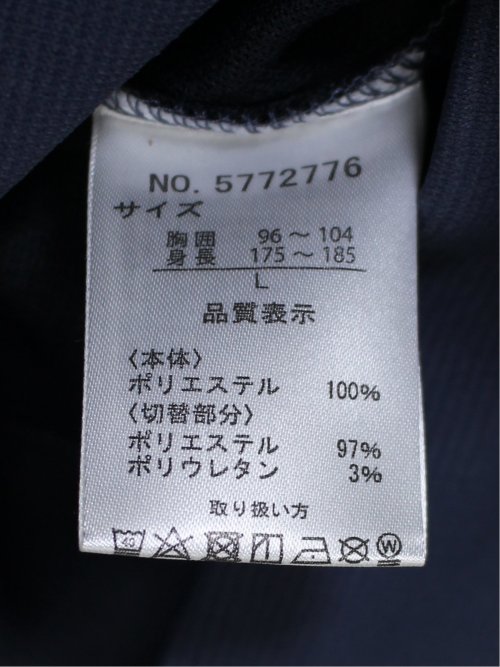 NO. 5772776
サイズ
胸囲 96～104
身長 175～185
L
品質表示
〈本体〉
ポリエステル 100%
〈切替部分〉
ポリエステル 97%
ポリウレタン 3%
取り扱い方
40 W